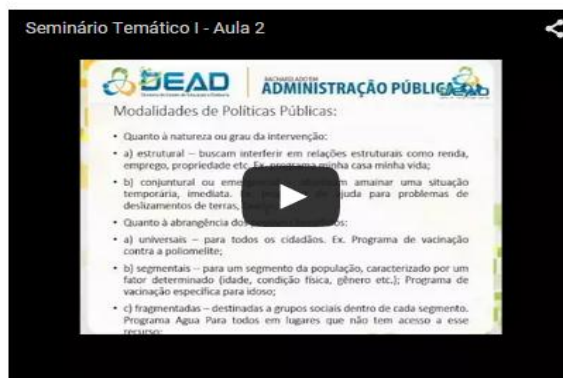 Seminário Temático I - Aula 2
DEAD
BACHARELADO EM
ADMINISTRAÇÃO PÚBLICA
Modalidades de Políticas Públicas:
• Quanto à natureza ou grau da intervenção:
• a) estrutural – buscam interferir em relações estruturais como renda,
emprego, propriedade etc. Ex. programa minha casa minha vida;
• b) conjuntural ou amainar uma situação
temporária, imediata. ajuda para problemas de
deslizamentos de terras,
• Quanto à abrangência dos
• a) universais – para todos os cidadãos. Ex. Programa de vacinação
contra a poliomelite;
• b) segmentais – para um segmento da população, caracterizado por um
fator determinado (idade, condição física, gênero etc.); Programa de
vacinação específica para idoso;
• c) fragmentadas – destinadas a grupos sociais dentro de cada segmento.
Programa Agua Para todos em lugares que não tem acesso a esse
recurso;